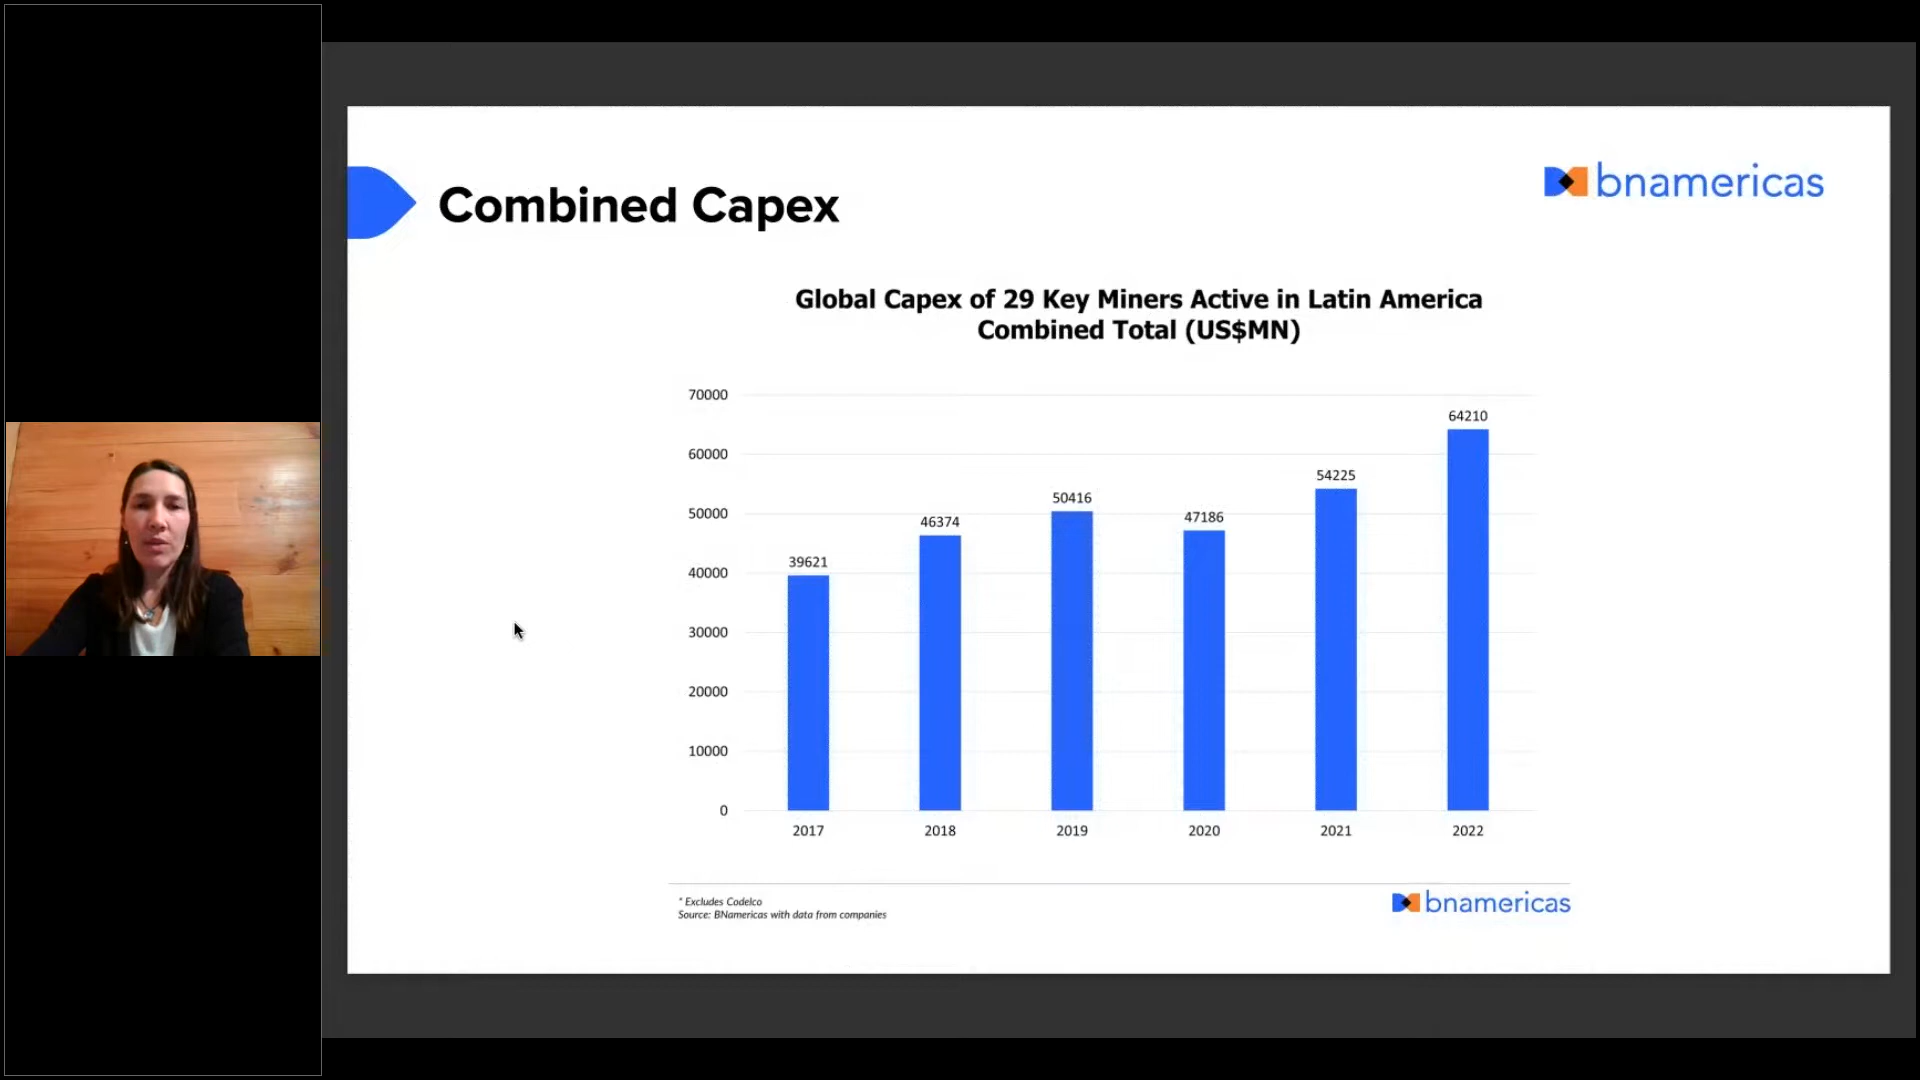 Combined Capex
bnamericas
Global Capex of 29 Key Miners Active in Latin America
Combined Total (US$MN)
70000
60000
50000
40000
30000
20000
10000
0
39621
46374
50416
47186
54225
64210
2017
2018
2019
2020
2021
2022
* Excludes Codelco
Source: BNamericas with data from companies
bnamericas